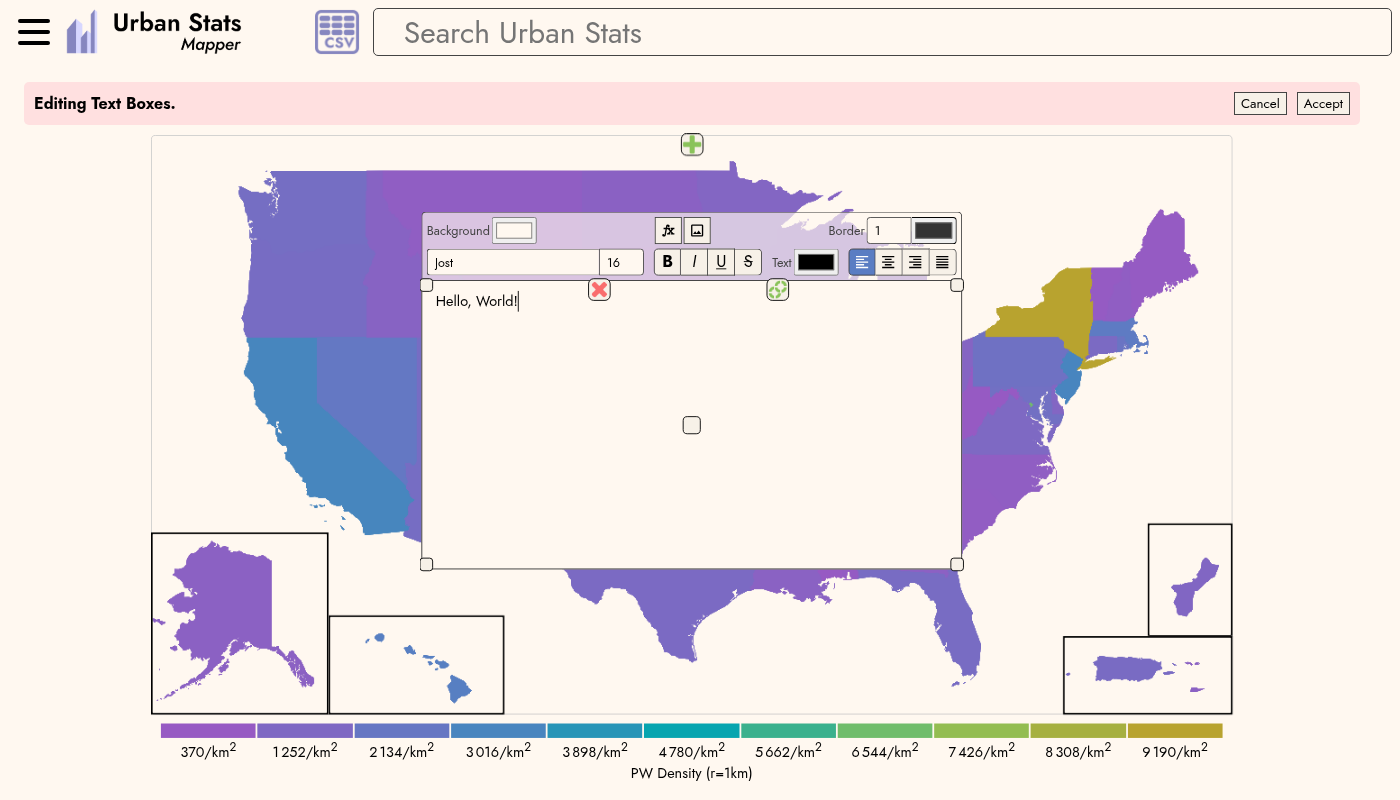 Urban Stats
Mapper
CSV
Search Urban Stats
Editing Text Boxes.
Cancel
Accept
Background
fx
Border
1
Jost
16
B I U S
Text
Hello, World!
370/km²
1 252/km²
2 134/km²
3 016/km²
3 898/km²
4 780/km²
5 662/km²
6 544/km²
7 426/km²
8 308/km²
9 190/km²
PW Density (r=1km)